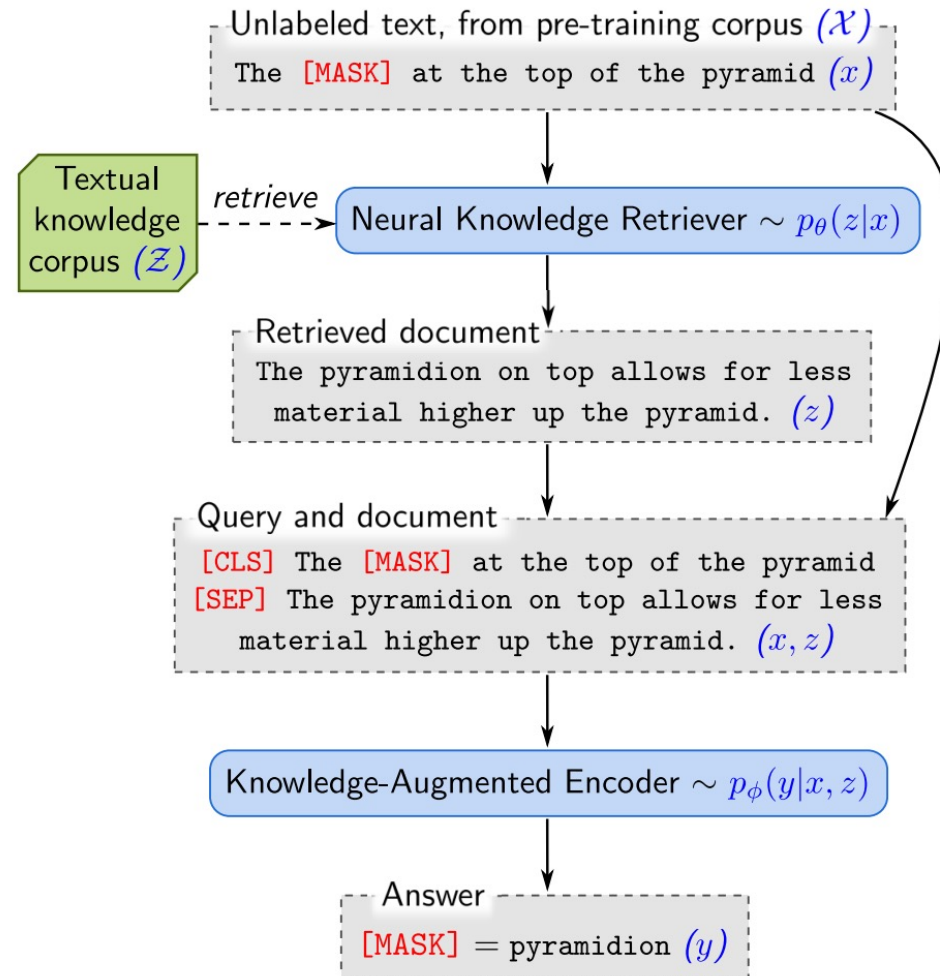 Unlabeled text, from pre-training corpus (𝒳)
The [MASK] at the top of the pyramid (x)
Textual
knowledge
corpus (𝒵)
retrieve
Neural Knowledge Retriever ∼ pθ(z|x)
Retrieved document
The pyramidion on top allows for less
material higher up the pyramid. (z)
Query and document
[CLS] The [MASK] at the top of the pyramid
[SEP] The pyramidion on top allows for less
material higher up the pyramid. (x, z)
Knowledge-Augmented Encoder ∼ pϕ(y|x, z)
Answer
[MASK] = pyramidion (y)